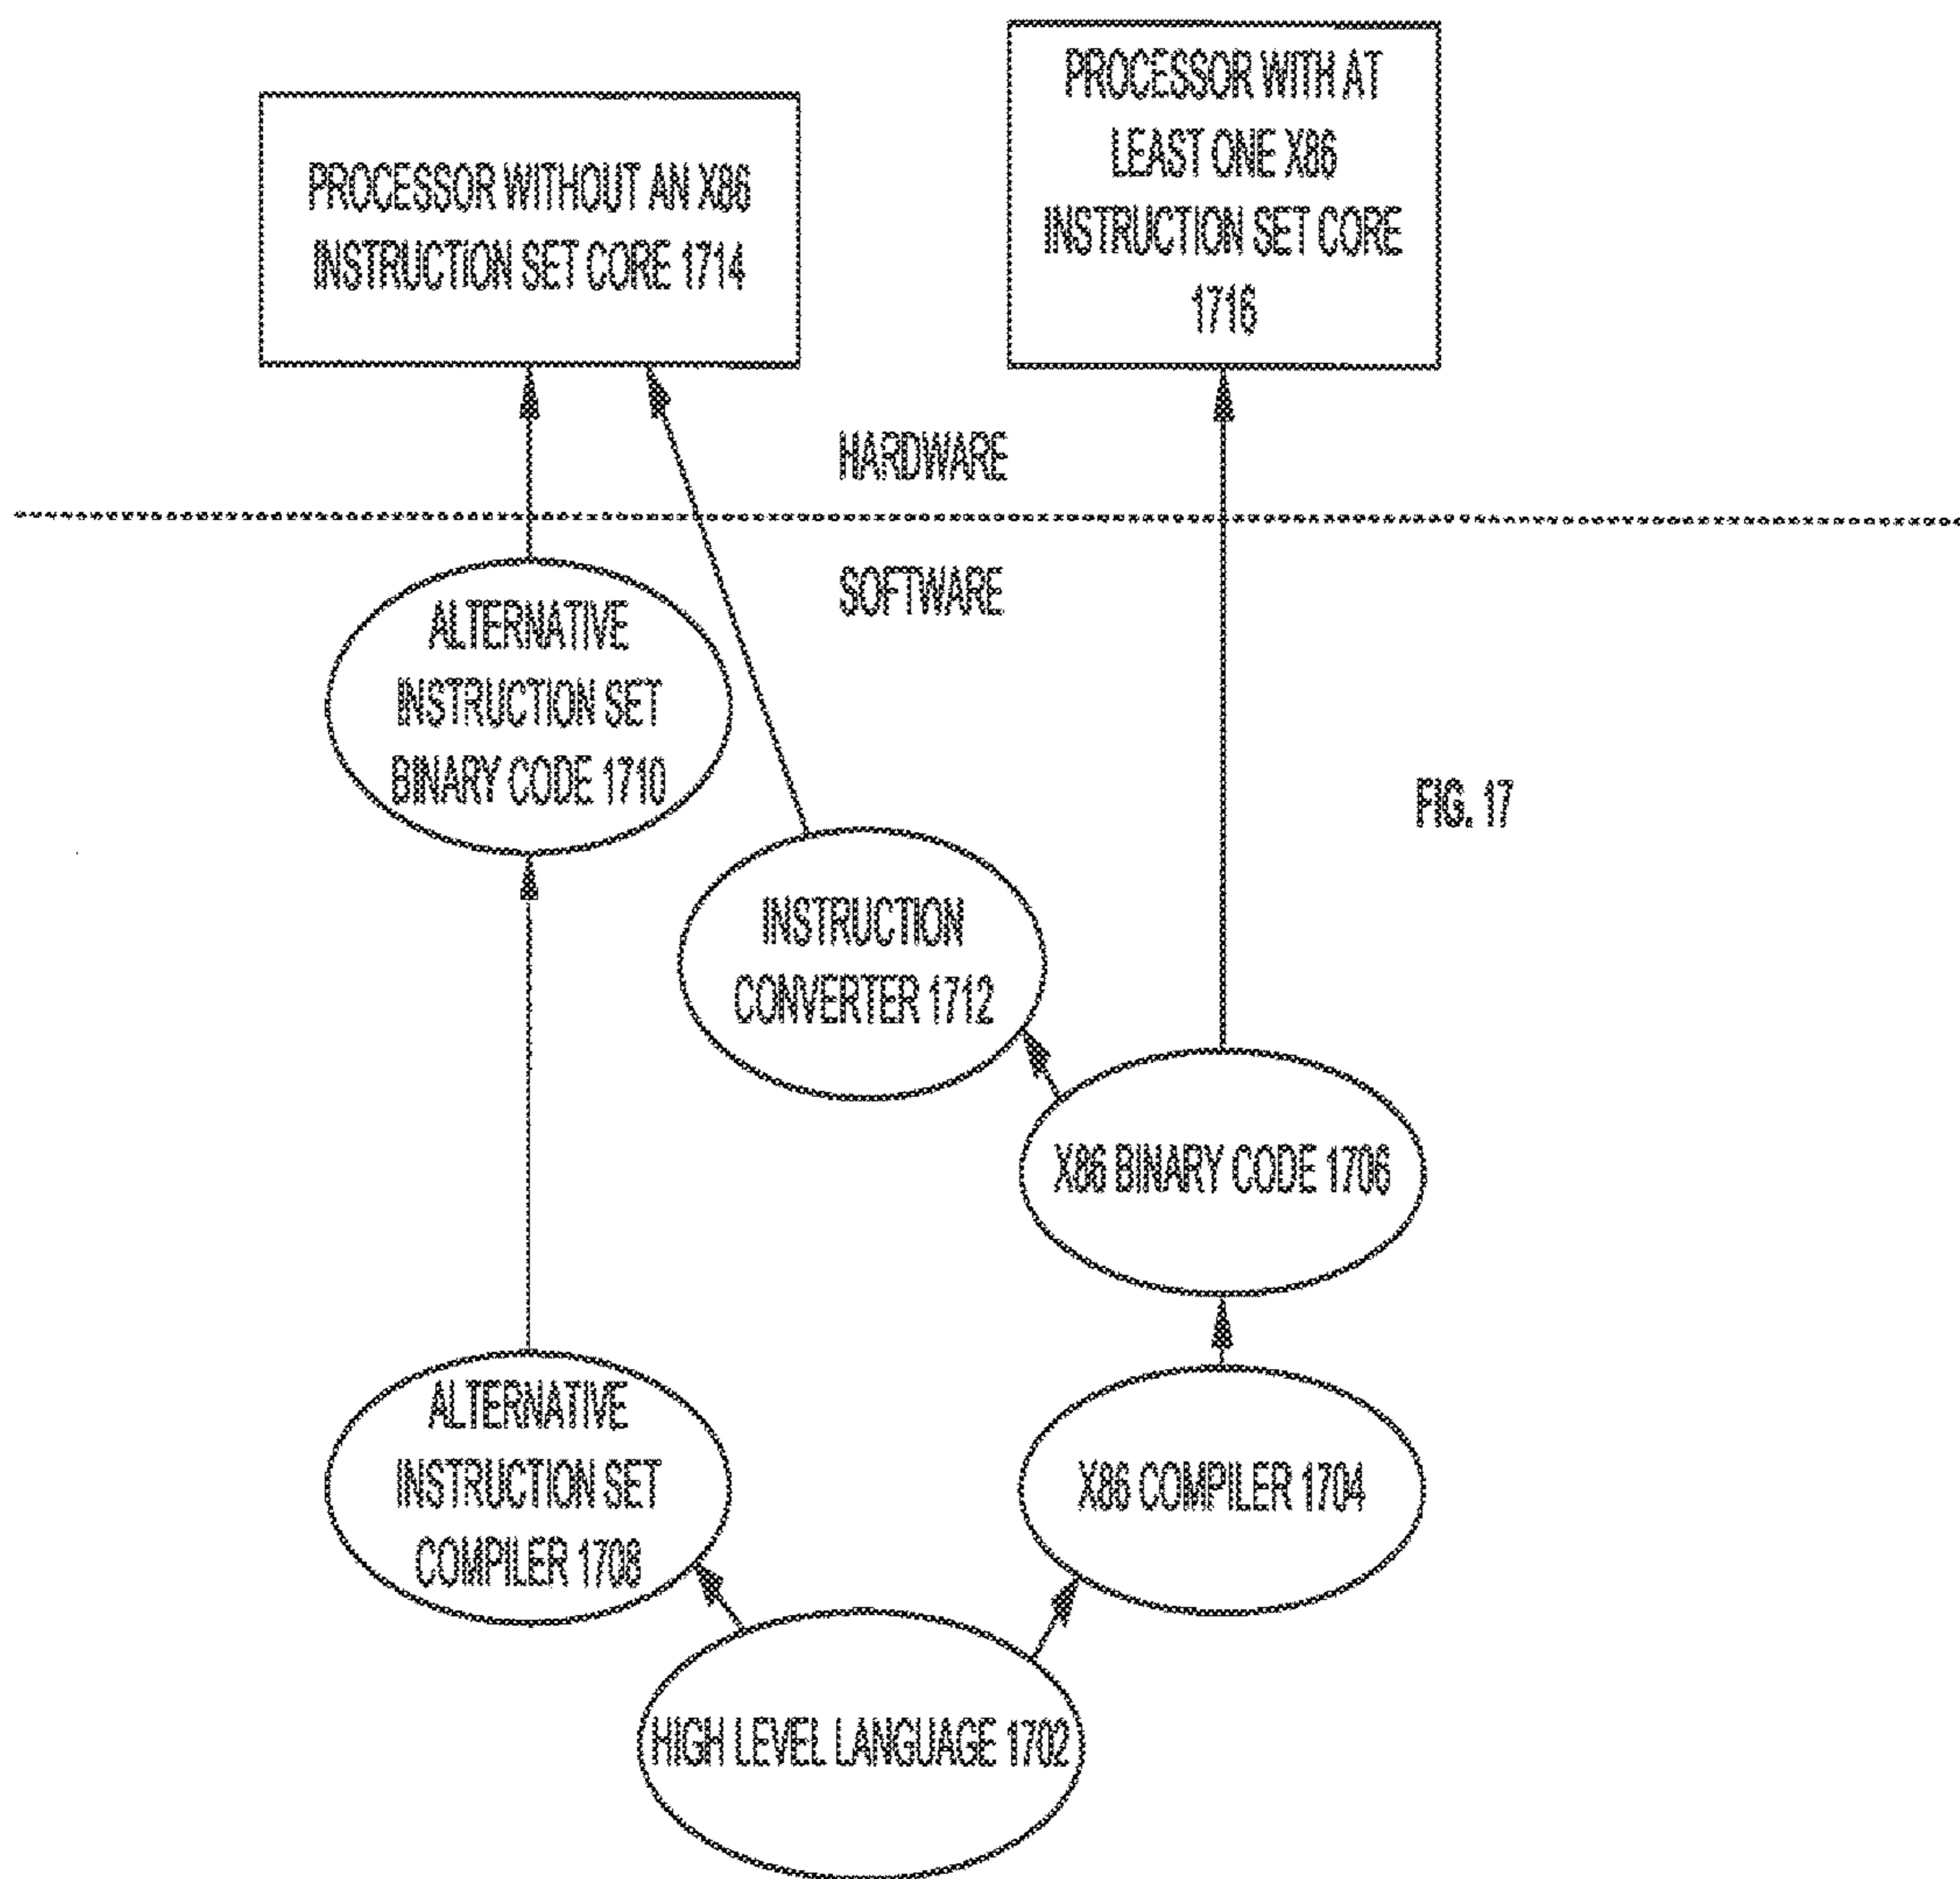 PROCESSOR WITHOUT AN X86
INSTRUCTION SET CORE 1714
PROCESSOR WITH AT
LEAST ONE X86
INSTRUCTION SET CORE
1716
HARDWARE
SOFTWARE
ALTERNATIVE
INSTRUCTION SET
BINARY CODE 1710
FIG. 17
INSTRUCTION
CONVERTER 1712
X86 BINARY CODE 1706
ALTERNATIVE
INSTRUCTION SET
COMPILER 1708
X86 COMPILER 1704
HIGH LEVEL LANGUAGE 1702